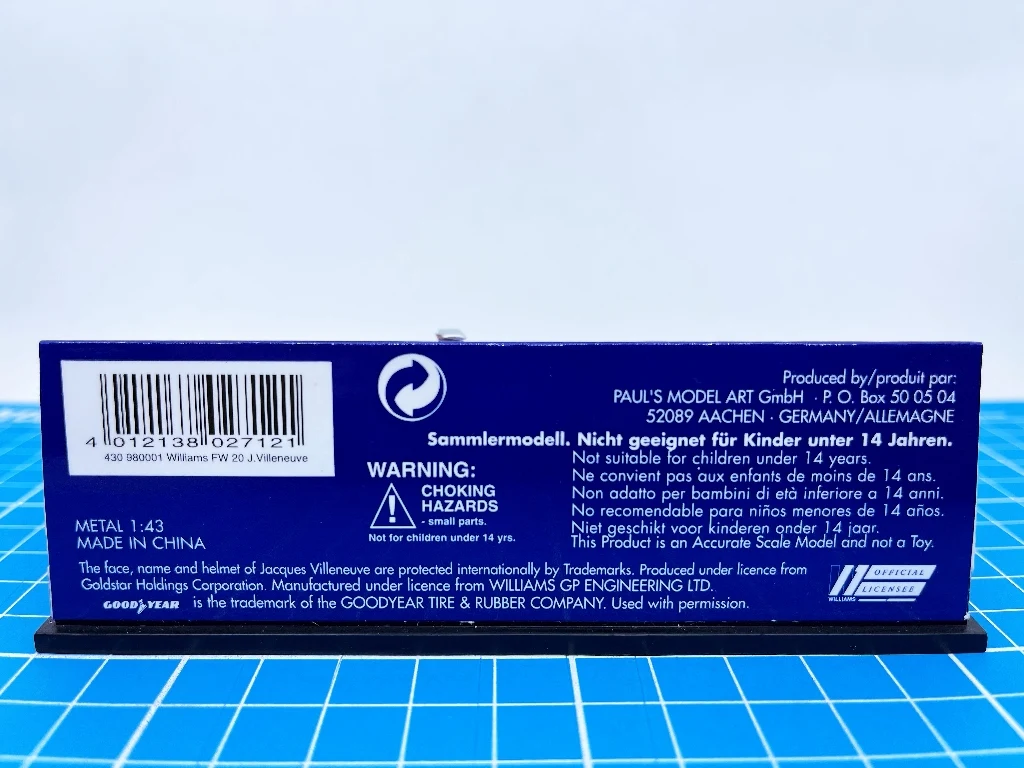 4 012138 027121
430 980001 Williams FW 20 J.Villeneuve
METAL 1:43
MADE IN CHINA
WARNING:
CHOKING
HAZARDS
- small parts.
Not for children under 14 yrs.
Produced by/produit par:
PAUL'S MODEL ART GmbH · P. O. Box 50 05 04
52089 AACHEN · GERMANY/ALLEMAGNE
Sammlermodell. Nicht geeignet für Kinder unter 14 Jahren.
Not suitable for children under 14 years.
Ne convient pas aux enfants de moins de 14 ans.
Non adatto per bambini di età inferiore a 14 anni.
No recomendable para niños menores de 14 años.
Niet geschikt voor kinderen onder 14 jaar.
This Product is an Accurate Scale Model and not a Toy.
The face, name and helmet of Jacques Villeneuve are protected internationally by Trademarks. Produced under licence from
Goldstar Holdings Corporation. Manufactured under licence from WILLIAMS GP ENGINEERING LTD.
GOODYEAR is the trademark of the GOODYEAR TIRE & RUBBER COMPANY. Used with permission.
OFFICIAL
LICENSEE
WILLIAMS